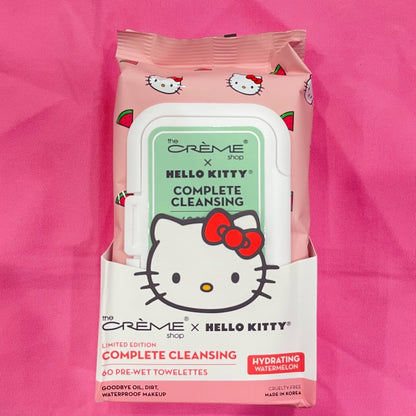 the
CRÈME
shop
×
HELLO KITTY®
COMPLETE
CLEANSING
the
CRÈME × HELLO KITTY®
shop
LIMITED EDITION
COMPLETE CLEANSING
60 PRE-WET TOWELETTES
HYDRATING
WATERMELON
GOODBYE OIL, DIRT,
WATERPROOF MAKEUP
CRUELTY FREE
MADE IN KOREA